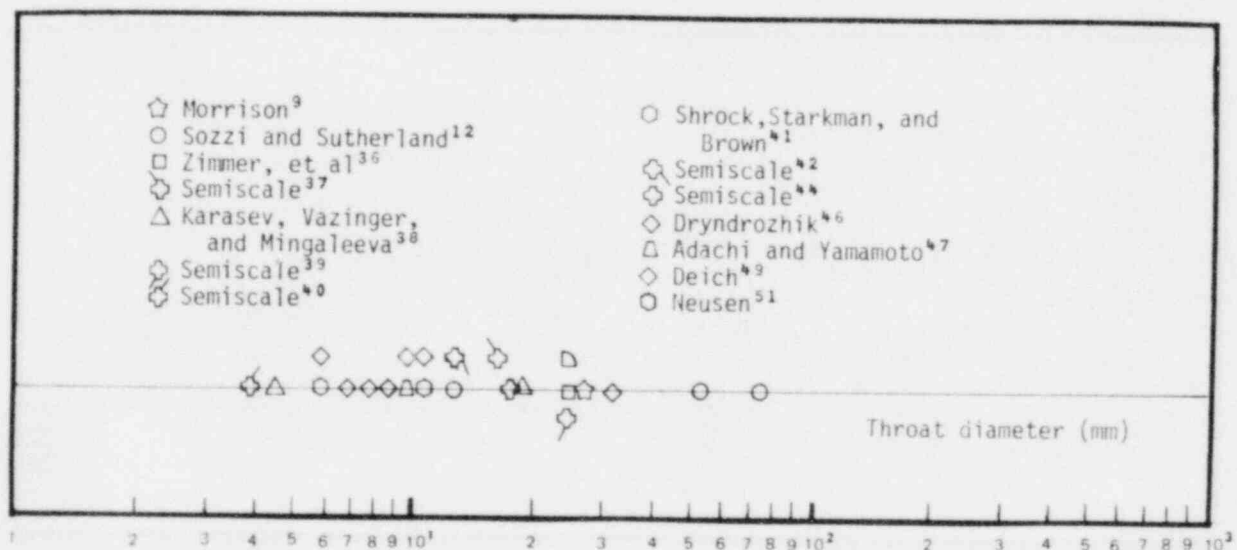 Morrison⁹
Sozzi and Sutherland¹²
Zimmer, et al³⁶
Semiscale³⁷
Karasev, Vazinger,
and Mingaleeva³⁸
Semiscale³⁹
Semiscale⁴⁰
Shrock,Starkman, and
Brown⁴¹
Semiscale⁴²
Semiscale⁴⁴
Dryndrozhik⁴⁶
Adachi and Yamamoto⁴⁷
Deich⁴⁹
Neusen⁵¹
Throat diameter (mm)
1 2 3 4 5 6 7 8 9 10¹ 2 3 4 5 6 7 8 9 10² 2 3 4 5 6 7 8 9 10³